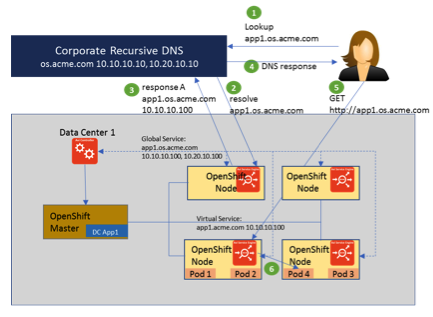 1
Lookup
app1.os.acme.com
Corporate Recursive DNS
os.acme.com 10.10.10.10, 10.20.10.10
4 DNS response
3 response A
app1.os.acme.com
10.10.10.100
2
resolve
app1.acme.com
5
GET
http://app1.os.acme.com
Data Center 1
Global Service:
app1.os.acme.com
10.10.10.100, 10.20.10.100
OpenShift
Node
OpenShift
Node
OpenShift
Master
DC App1
Virtual Service:
app1.acme.com 10.10.10.100
OpenShift
Node
Pod 1
Pod 2
6
OpenShift
Node
Pod 4
Pod 3